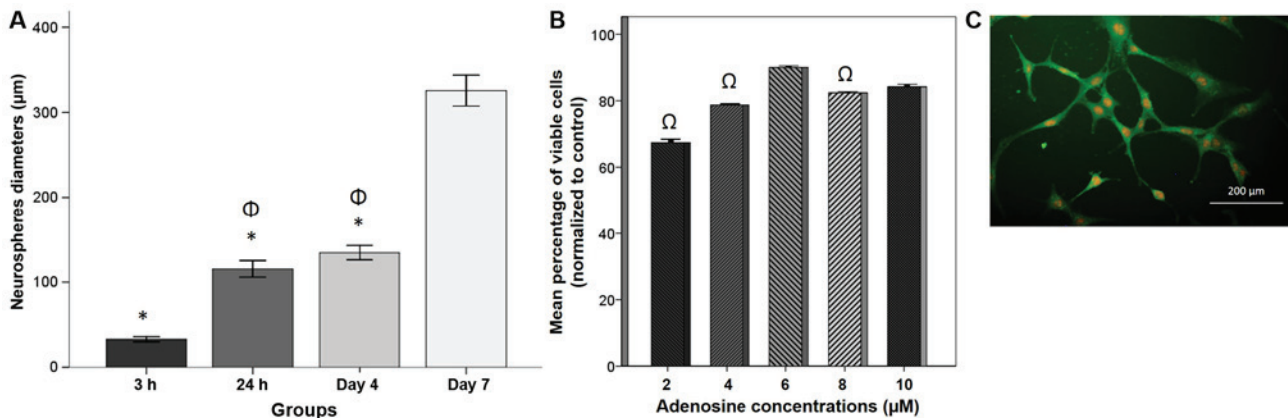 A
Neurospheres diameters (µm)
400
300
200
100
0
*
Φ
*
Φ
*
3 h 24 h Day 4 Day 7
Groups
B
Mean percentage of viable cells
(normalized to control)
100
80
60
40
20
0
Ω
Ω
Ω
2 4 6 8 10
Adenosine concentrations (µM)
C
200 µm